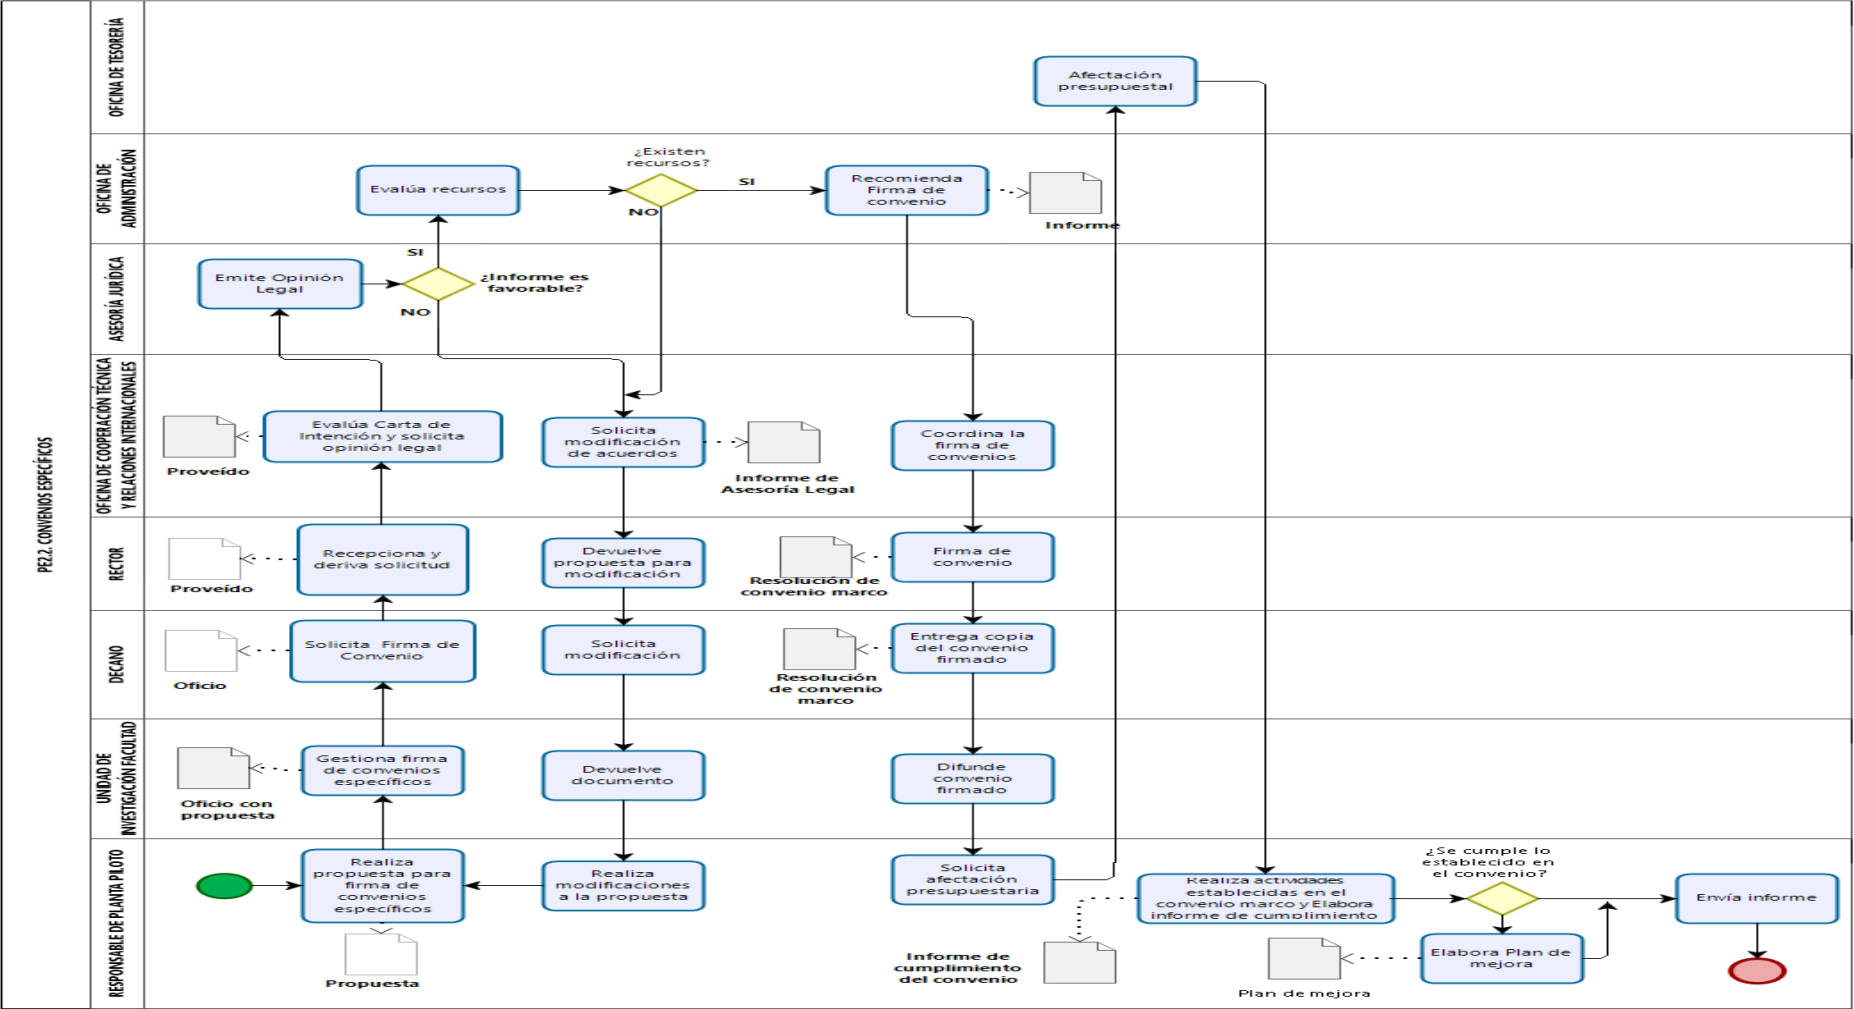 PE2.2. CONVENIOS ESPECÍFICOS
OFICINA DE TESORERÍA
Afectación
presupuestal
OFICINA DE
ADMINISTRACIÓN
Evalúa recursos
¿Existen
recursos?
SI
NO
Recomienda
Firma de
convenio
Informe
ASESORÍA JURÍDICA
Emite Opinión
Legal
SI
¿Informe es
favorable?
NO
OFICINA DE COOPERACIÓN TÉCNICA
Y RELACIONES INTERNACIONALES
Proveído
Evalúa Carta de
Intención y solicita
opinión legal
Solicita
modificación
de acuerdos
Informe de
Asesoría Legal
Coordina la
firma de
convenios
RECTOR
Proveído
Recepciona y
deriva solicitud
Devuelve
propuesta para
modificación
Resolución de
convenio marco
Firma de
convenio
DECANO
Oficio
Solicita Firma de
Convenio
Solicita
modificación
Resolución
de convenio
marco
Entrega copia
del convenio
firmado
UNIDAD DE
INVESTIGACIÓN FACULTAD
Oficio con
propuesta
Gestiona firma
de convenios
específicos
Devuelve
documento
Difunde
convenio
firmado
RESPONSABLE DE PLANTA PILOTO
Realiza
propuesta para
firma de
convenios
específicos
Propuesta
Realiza
modificaciones
a la propuesta
Solicita
afectación
presupuestaria
Informe de
cumplimiento
del convenio
Realiza actividades
establecidas en el
convenio marco y Elabora
informe de cumplimiento
¿Se cumple lo
establecido en
el convenio?
Envía informe
Elabora Plan de
mejora
Plan de mejora